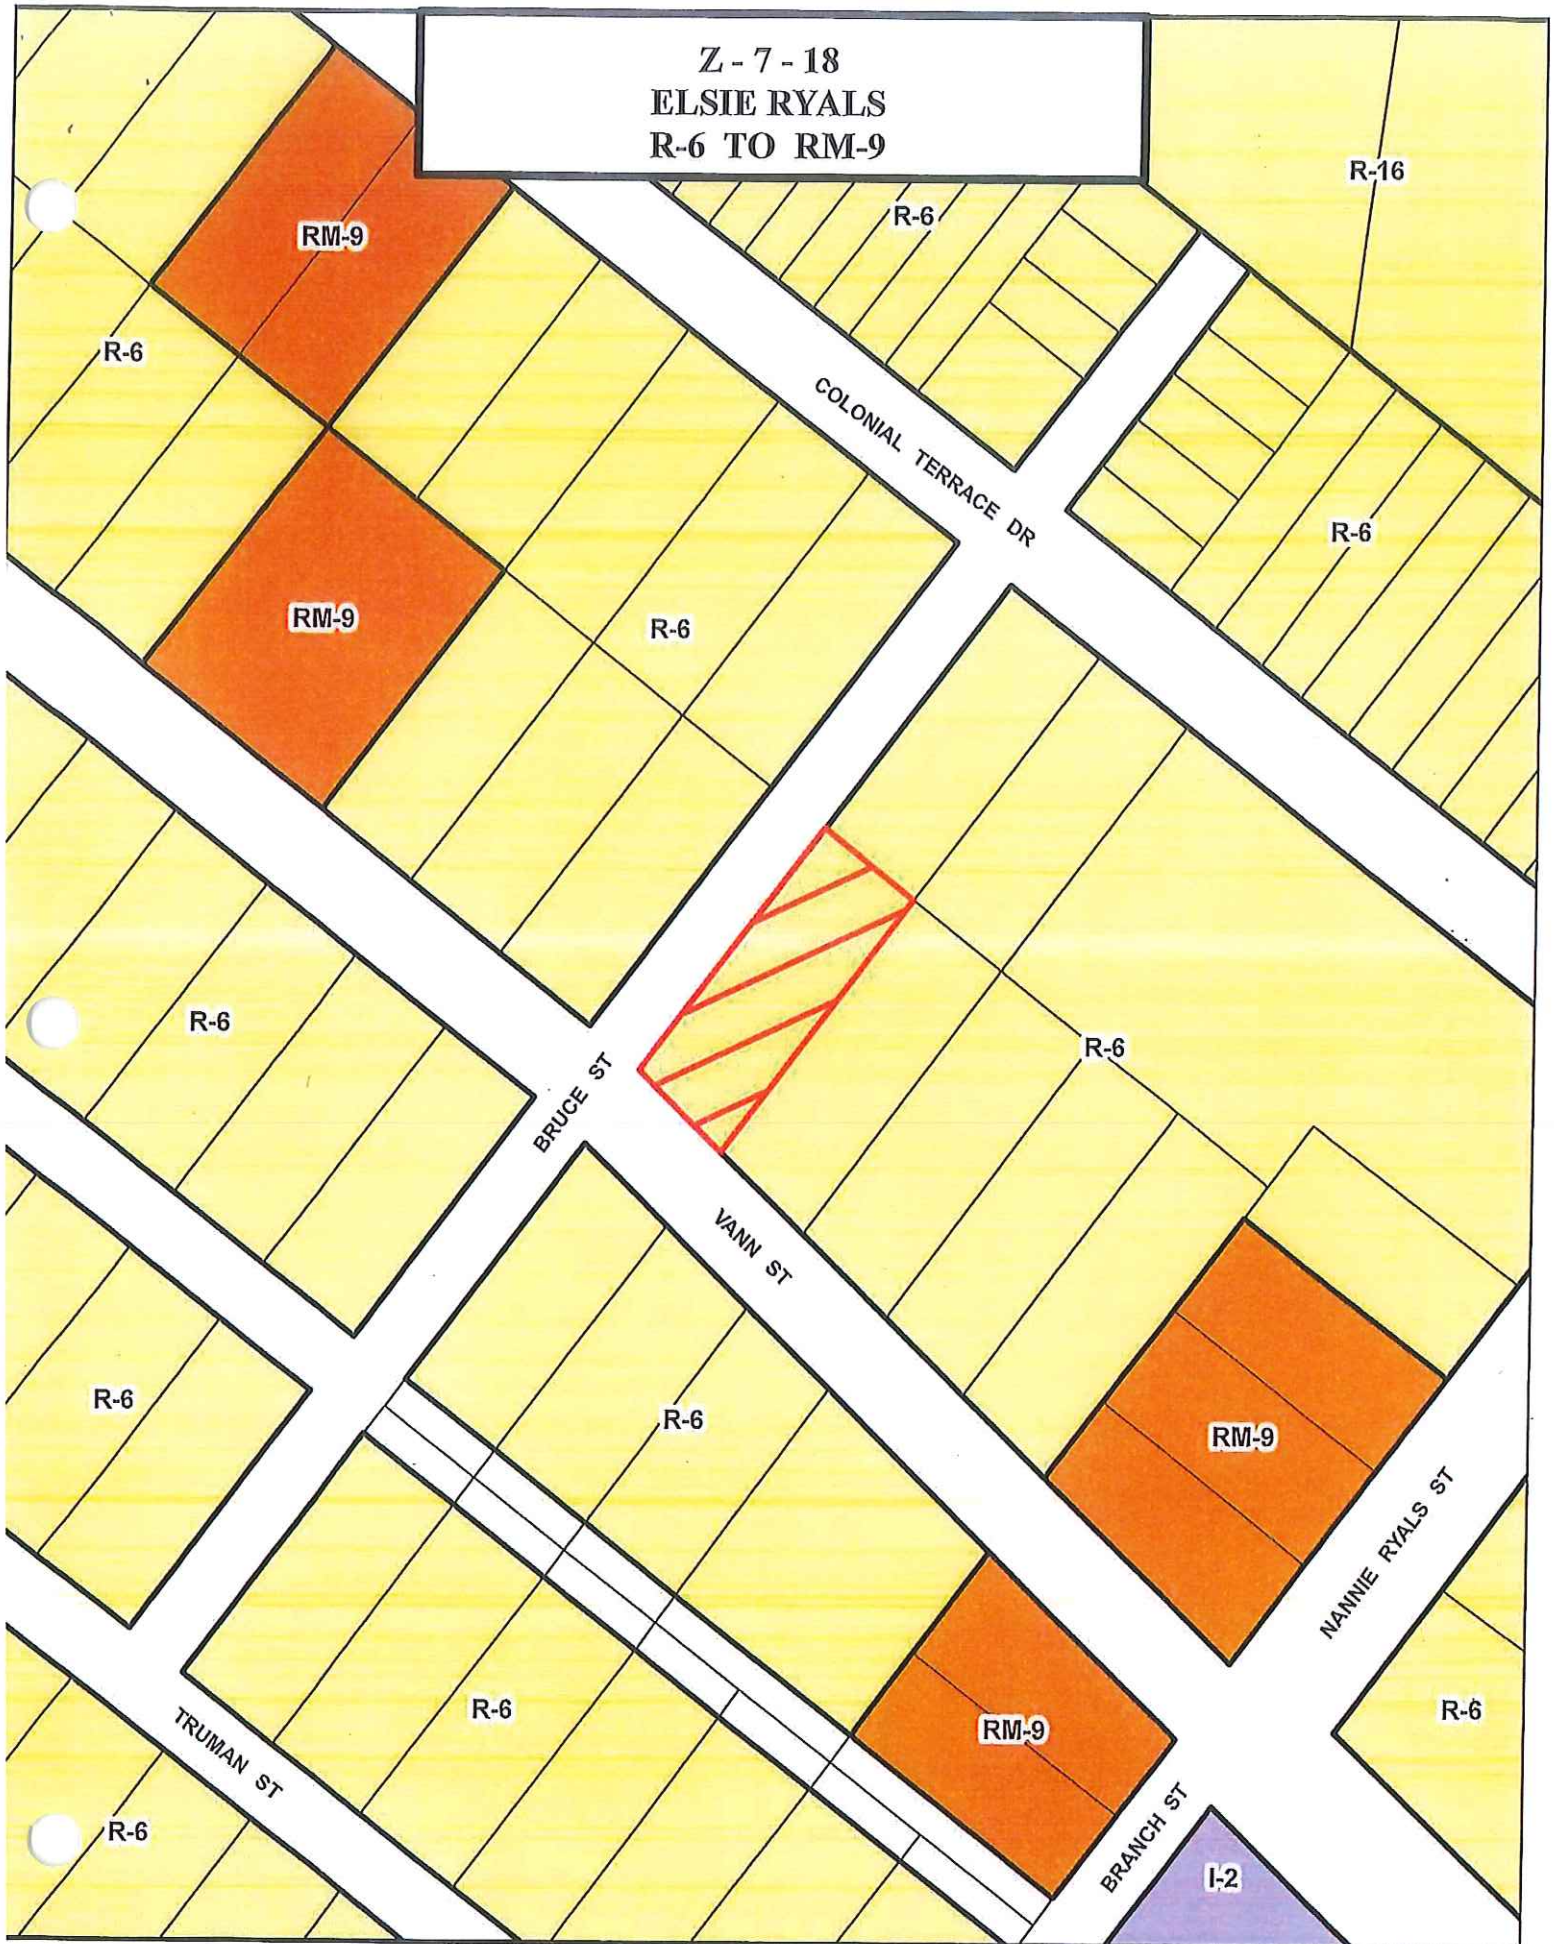 Z - 7 - 18
ELSIE RYALS
R-6 TO RM-9
R-16
R-6
RM-9
R-6
COLONIAL TERRACE DR
R-6
RM-9
R-6
R-6
BRUCE ST
R-6
VANN ST
R-6
R-6
RM-9
NANNIE RYALS ST
R-6
RM-9
R-6
TRUMAN ST
R-6
BRANCH ST
I-2